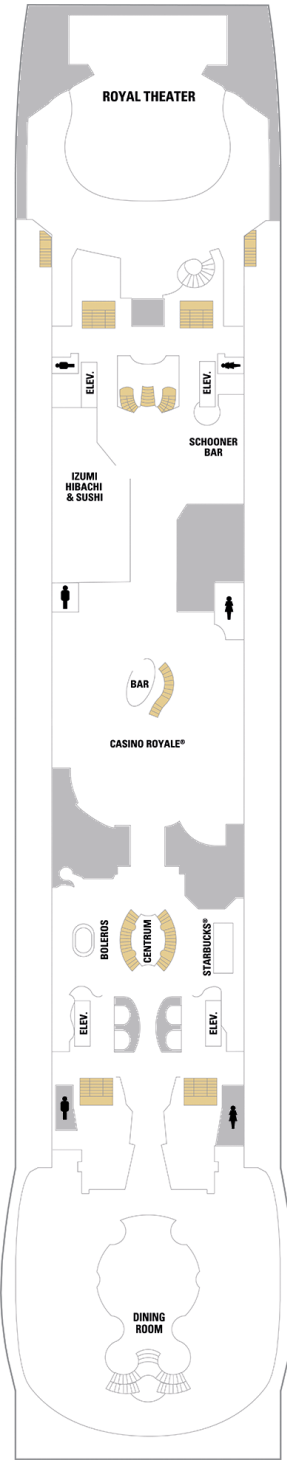 ROYAL THEATER
ELEV.
ELEV.
SCHOONER
BAR
IZUMI
HIBACHI
& SUSHI
BAR
CASINO ROYALE®
BOLEROS
CENTRUM
STARBUCKS®
ELEV.
ELEV.
DINING
ROOM